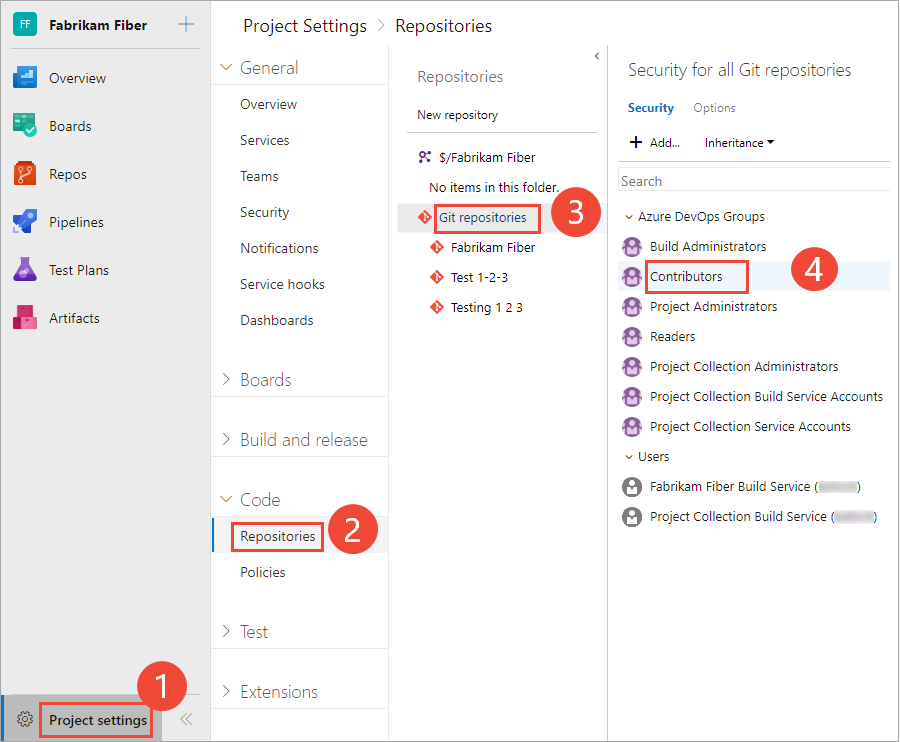 FF Fabrikam Fiber
Overview
Boards
Repos
Pipelines
Test Plans
Artifacts
1
Project settings
Project Settings > Repositories
General
Overview
Services
Teams
Security
Notifications
Service hooks
Dashboards
Boards
Build and release
Code
Repositories
2
Policies
Test
Extensions
Repositories
New repository
$/Fabrikam Fiber
No items in this folder.
Git repositories
3
Fabrikam Fiber
Test 1-2-3
Testing 1 2 3
Security for all Git repositories
Security Options
+ Add... Inheritance
Search
Azure DevOps Groups
Build Administrators
Contributors
4
Project Administrators
Readers
Project Collection Administrators
Project Collection Build Service Accounts
Project Collection Service Accounts
Users
Fabrikam Fiber Build Service ( )
Project Collection Build Service ( )